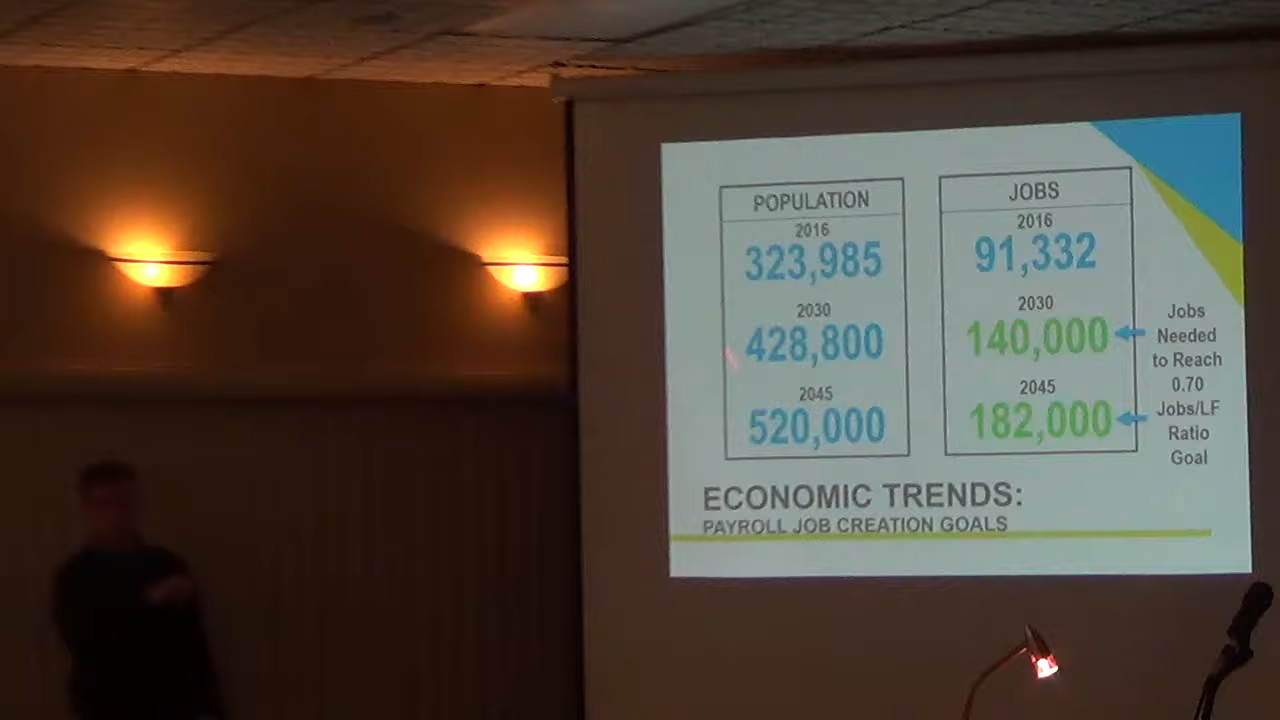 POPULATION
2016
323,985
2030
428,800
2045
520,000
JOBS
2016
91,332
2030
140,000
2045
182,000
Jobs
Needed
to Reach
0.70
Jobs/LF
Ratio
Goal
ECONOMIC TRENDS:
PAYROLL JOB CREATION GOALS